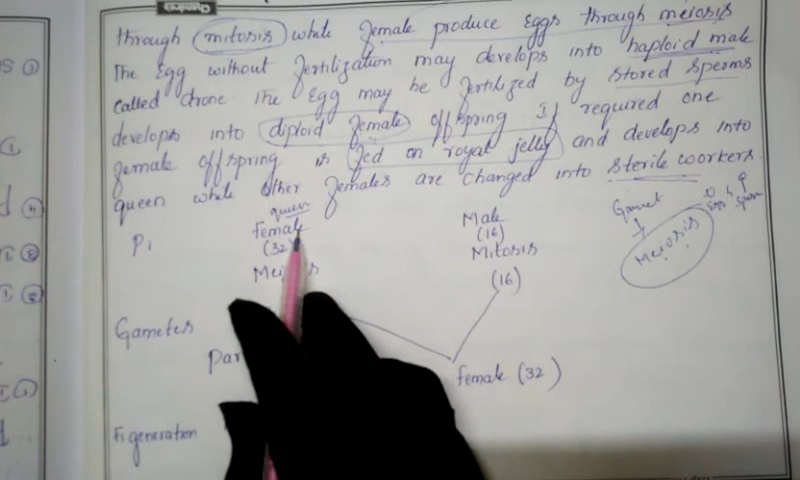 through mitosis while female produce eggs through meiosis
The Egg without fertilization may develops into haploid male
called drone the Egg may be fertilized by stored sperms
develops into diploid female offspring If required one
female offspring is fed on royal jelly and develops into
queen while other females are changed into sterile workers.
queen
P1 Female Male Gamet
(32) (16) Meiosis
Mitosis
(16)
Gametes
Par
female (32)
F1 generation